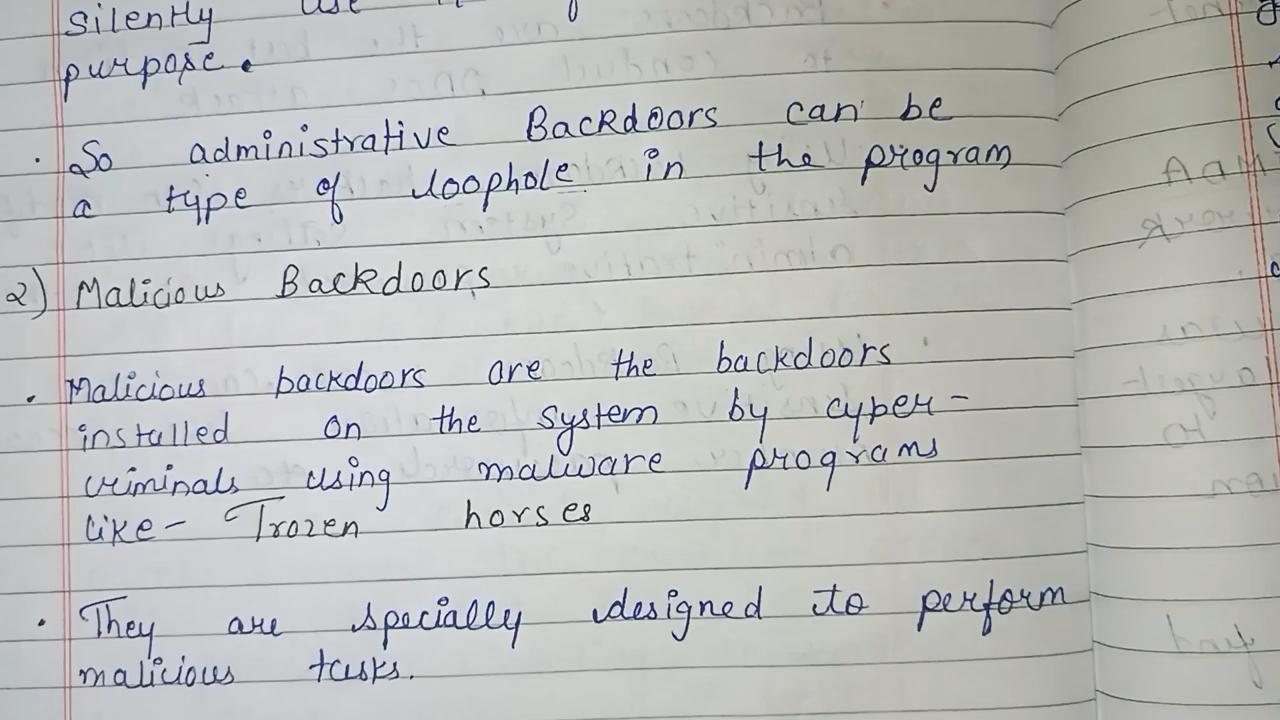 silently use
purpose.
. So administrative Backdoors can be
a type of loophole in the program
2) Malicious Backdoors
. Malicious backdoors are the backdoors
installed on the system by cyber-
criminals using malware programs
like- Trozen horses
. They are specially designed to perform
malicious tasks.